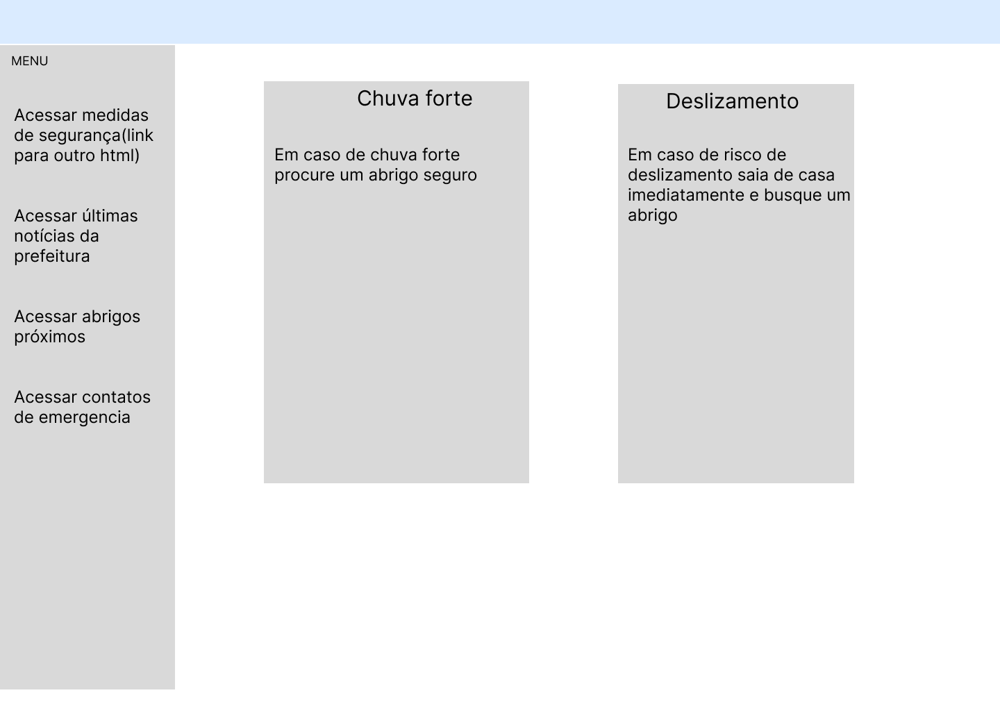 MENU
Acessar medidas
de segurança(link
para outro html)
Acessar últimas
notícias da
prefeitura
Acessar abrigos
próximos
Acessar contatos
de emergencia
Chuva forte
Em caso de chuva forte
procure um abrigo seguro
Deslizamento
Em caso de risco de
deslizamento saia de casa
imediatamente e busque um
abrigo